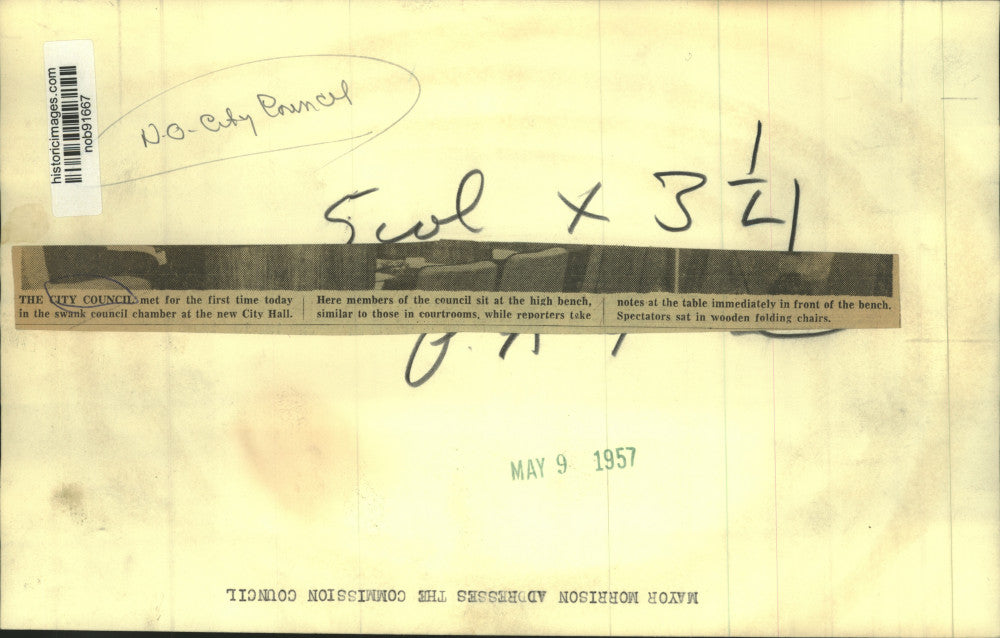 historicimages.com
nob91667
N.O.- City Council
5 col x 3 1/4
THE CITY COUNCIL met for the first time today
in the swank council chamber at the new City Hall.
Here members of the council sit at the high bench,
similar to those in courtrooms, while reporters take
notes at the table immediately in front of the bench.
Spectators sat in wooden folding chairs.
MAY 9 1957
MAYOR MORRISON ADDRESSES THE COMMISSION COUNCIL